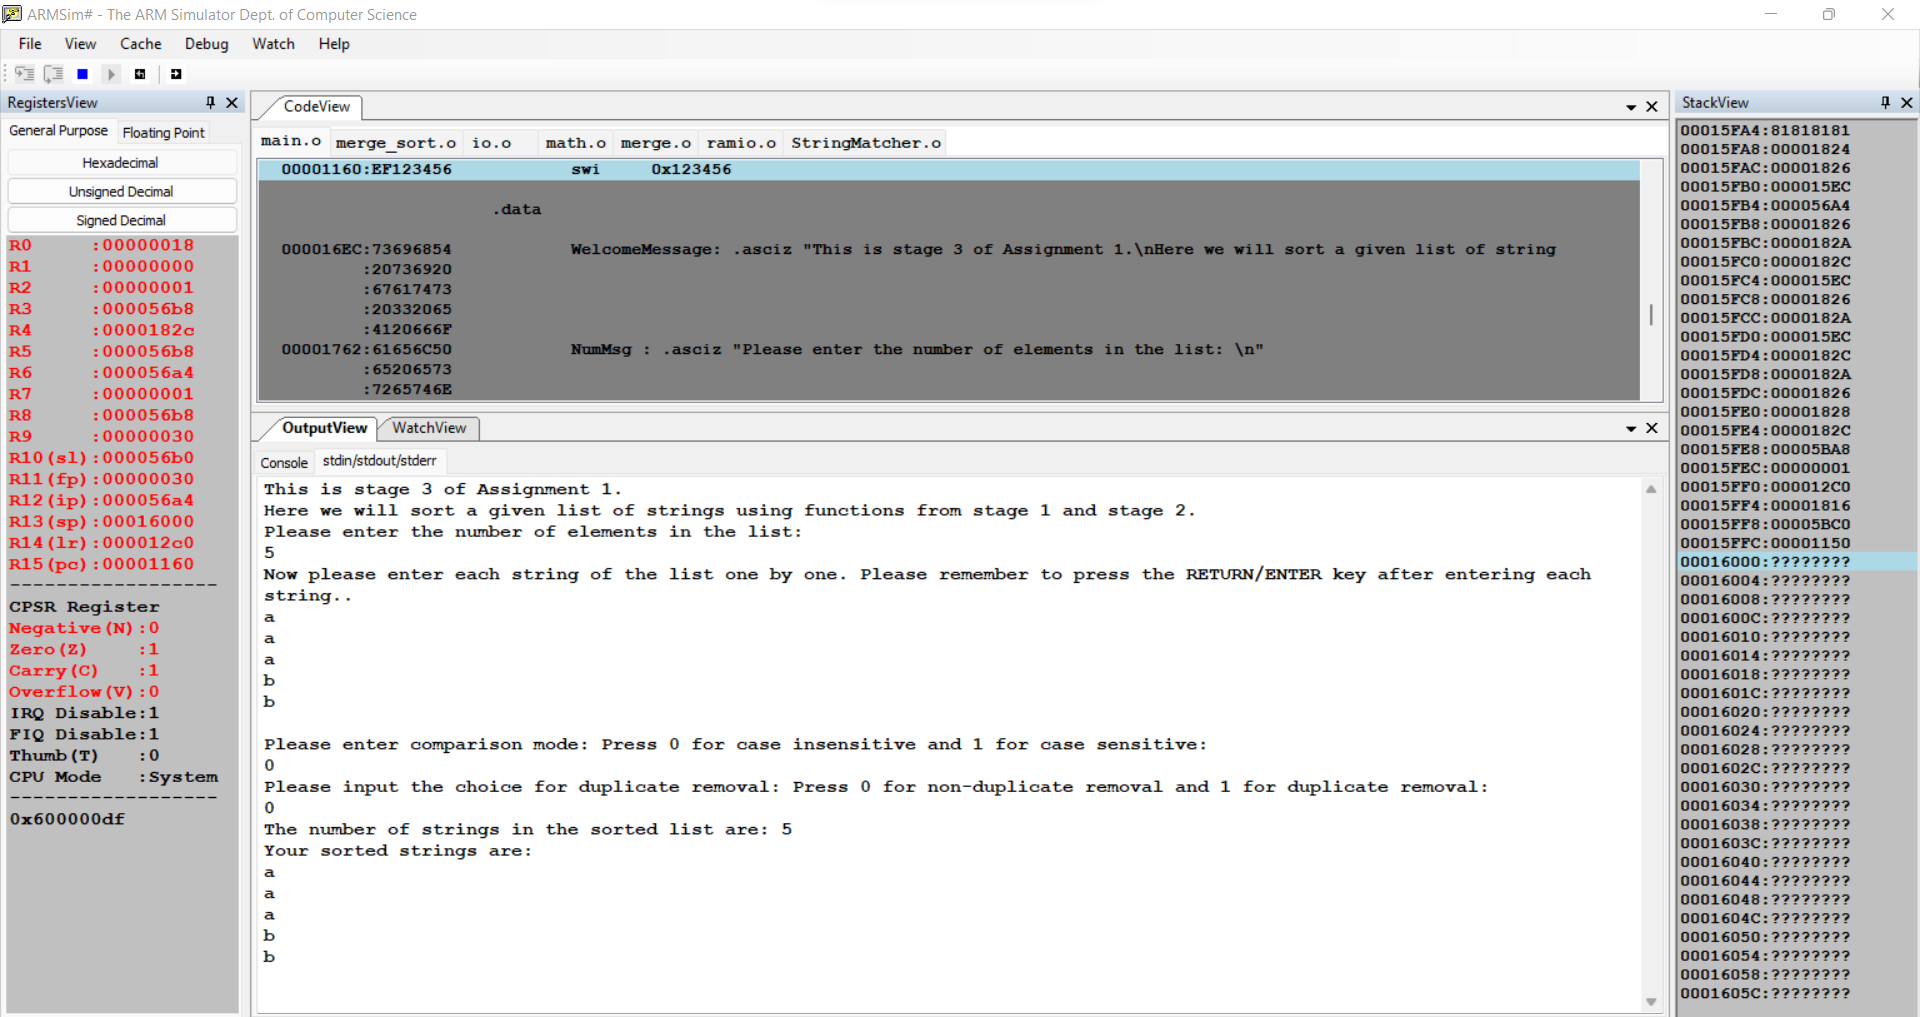 ARMSim# - The ARM Simulator Dept. of Computer Science
File View Cache Debug Watch Help
RegistersView
General Purpose Floating Point
Hexadecimal
Unsigned Decimal
Signed Decimal
R0 :00000018
R1 :00000000
R2 :00000001
R3 :000056b8
R4 :0000182c
R5 :000056b8
R6 :000056a4
R7 :00000001
R8 :000056b8
R9 :00000030
R10(sl):000056b0
R11(fp):00000030
R12(ip):000056a4
R13(sp):00016000
R14(lr):000012c0
R15(pc):00001160
-------------------
CPSR Register
Negative(N):0
Zero(Z) :1
Carry(C) :1
Overflow(V):0
IRQ Disable:1
FIQ Disable:1
Thumb(T) :0
CPU Mode :System
-------------------
0x600000df
CodeView
main.o merge_sort.o io.o math.o merge.o ramio.o StringMatcher.o
00001160:EF123456 swi 0x123456
.data
000016EC:73696854 WelcomeMessage: .asciz "This is stage 3 of Assignment 1.\nHere we will sort a given list of string
:20736920
:67617473
:20332065
:4120666F
00001762:61656C50 NumMsg : .asciz "Please enter the number of elements in the list: \n"
:65206573
:7265746E
OutputView WatchView
Console stdin/stdout/stderr
This is stage 3 of Assignment 1.
Here we will sort a given list of strings using functions from stage 1 and stage 2.
Please enter the number of elements in the list:
5
Now please enter each string of the list one by one. Please remember to press the RETURN/ENTER key after entering each
string..
a
a
a
b
b
Please enter comparison mode: Press 0 for case insensitive and 1 for case sensitive:
0
Please input the choice for duplicate removal: Press 0 for non-duplicate removal and 1 for duplicate removal:
0
The number of strings in the sorted list are: 5
Your sorted strings are:
a
a
a
b
b
StackView
00015FA4:81818181
00015FA8:00001824
00015FAC:00001826
00015FB0:000015EC
00015FB4:000056A4
00015FB8:00001826
00015FBC:0000182A
00015FC0:0000182C
00015FC4:000015EC
00015FC8:00001826
00015FCC:0000182A
00015FD0:000015EC
00015FD4:0000182C
00015FD8:0000182A
00015FDC:00001826
00015FE0:00001828
00015FE4:0000182C
00015FE8:00005BA8
00015FEC:00000001
00015FF0:000012C0
00015FF4:00001816
00015FF8:00005BC0
00015FFC:00001150
00016000:????????
00016004:????????
00016008:????????
0001600C:????????
00016010:????????
00016014:????????
00016018:????????
0001601C:????????
00016020:????????
00016024:????????
00016028:????????
0001602C:????????
00016030:????????
00016034:????????
00016038:????????
0001603C:????????
00016040:????????
00016044:????????
00016048:????????
0001604C:????????
00016050:????????
00016054:????????
00016058:????????
0001605C:????????